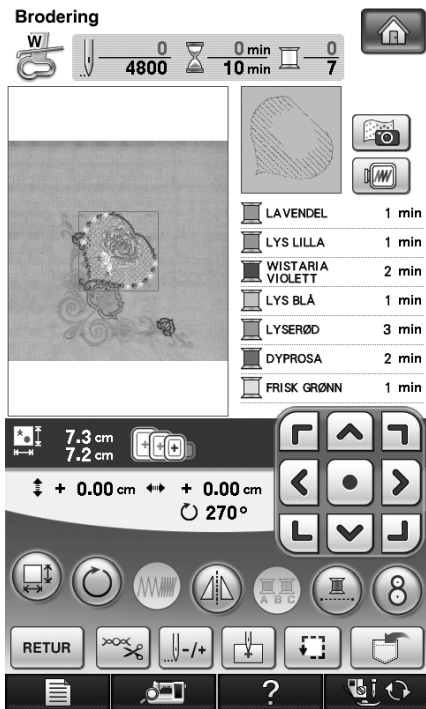 Brodering
W
0
4800
0 min
10 min
0
7
LAVENDEL 1 min
LYS LILLA 1 min
WISTARIA
VIOLETT 2 min
LYS BLÅ 1 min
LYSERØD 3 min
DYPROSA 2 min
FRISK GRØNN 1 min
7.3 cm
7.2 cm
+ 0.00 cm + 0.00 cm
270°
A B C
8
RETUR
-/+
?